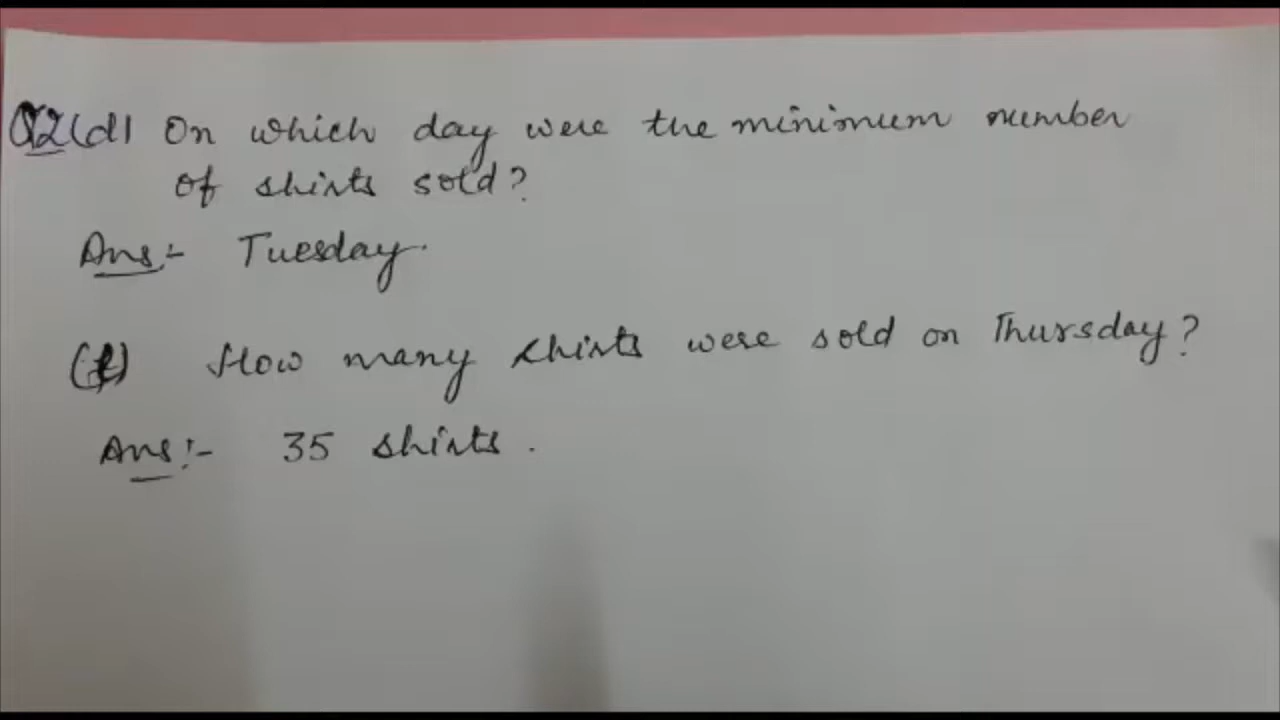 Q2(d) On which day were the minimum number
of shirts sold?
Ans:- Tuesday.
How many shirts were sold on Thursday?
Ans:- 35 shirts.